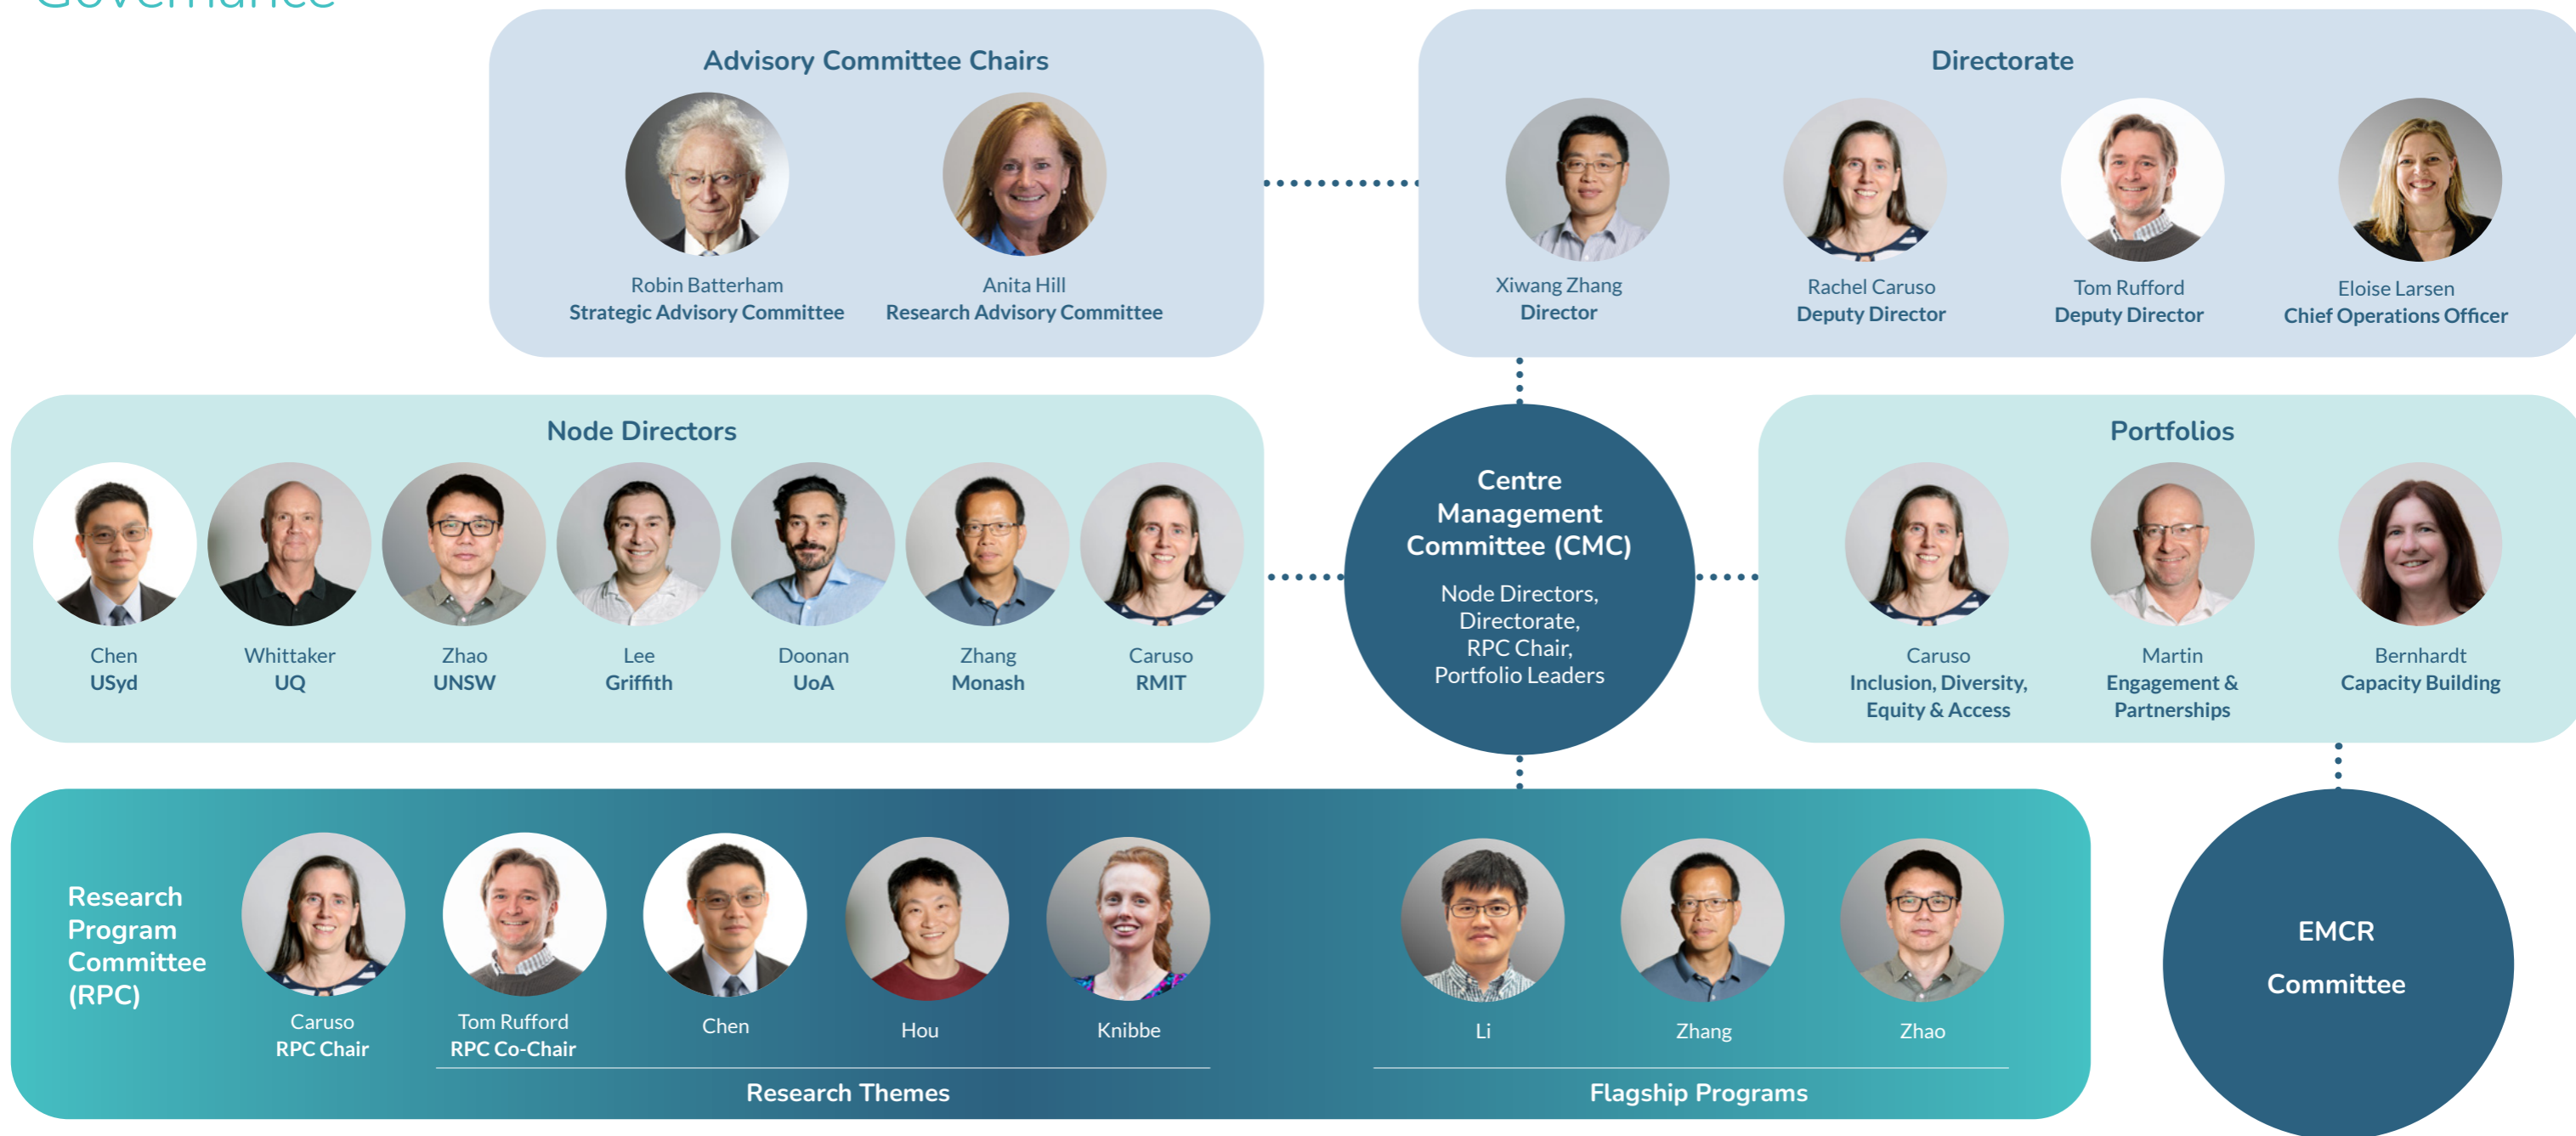 Governance
Advisory Committee Chairs
Robin Batterham
Strategic Advisory Committee
Anita Hill
Research Advisory Committee
Directorate
Xiwang Zhang
Director
Rachel Caruso
Deputy Director
Tom Rufford
Deputy Director
Eloise Larsen
Chief Operations Officer
Node Directors
Chen
USyd
Whittaker
UQ
Zhao
UNSW
Lee
Griffith
Doonan
UoA
Zhang
Monash
Caruso
RMIT
Centre
Management
Committee (CMC)
Node Directors,
Directorate,
RPC Chair,
Portfolio Leaders
Portfolios
Caruso
Inclusion, Diversity,
Equity & Access
Martin
Engagement &
Partnerships
Bernhardt
Capacity Building
Research
Program
Committee
(RPC)
Caruso
RPC Chair
Tom Rufford
RPC Co-Chair
Chen
Hou
Knibbe
Research Themes
Li
Zhang
Zhao
Flagship Programs
EMCR
Committee